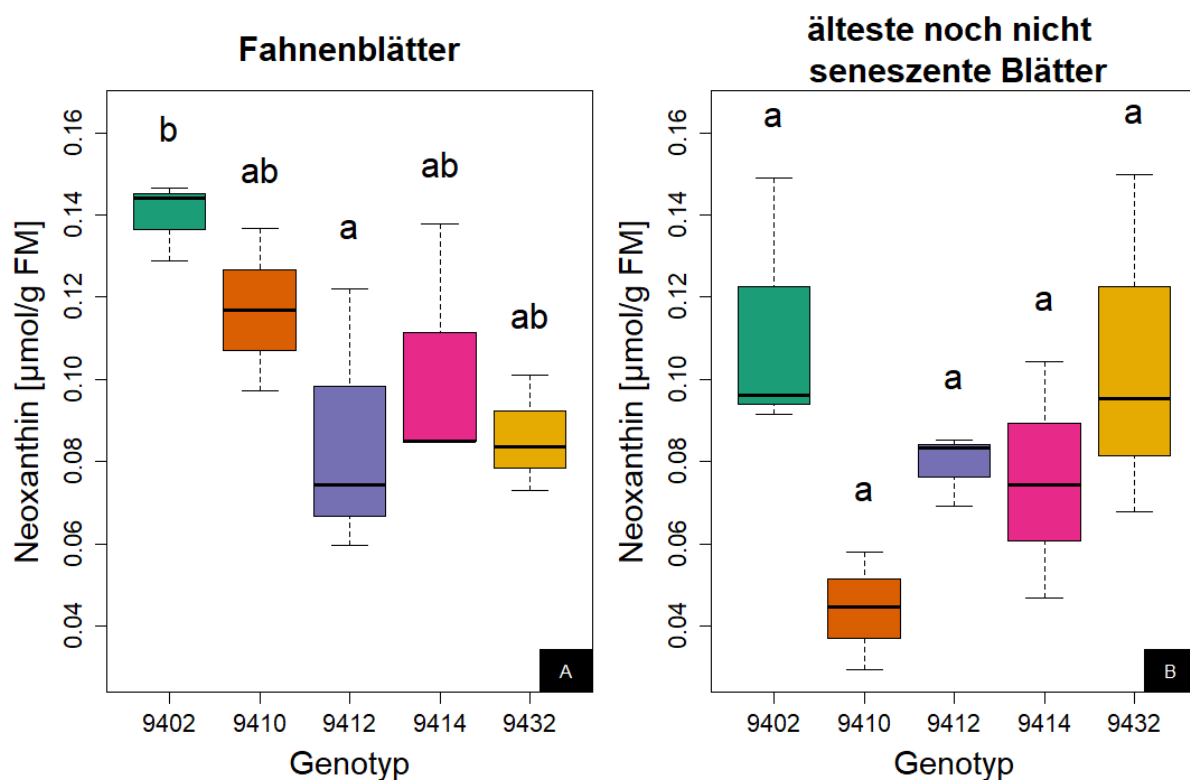 Fahnenblätter
Neoxanthin [µmol/g FM]
0.16
0.14
0.12
0.10
0.08
0.06
0.04
b
ab
a
ab
ab
A
9402 9410 9412 9414 9432
Genotyp
älteste noch nicht
seneszente Blätter
Neoxanthin [µmol/g FM]
0.16
0.14
0.12
0.10
0.08
0.06
0.04
a
a
a
a
a
B
9402 9410 9412 9414 9432
Genotyp